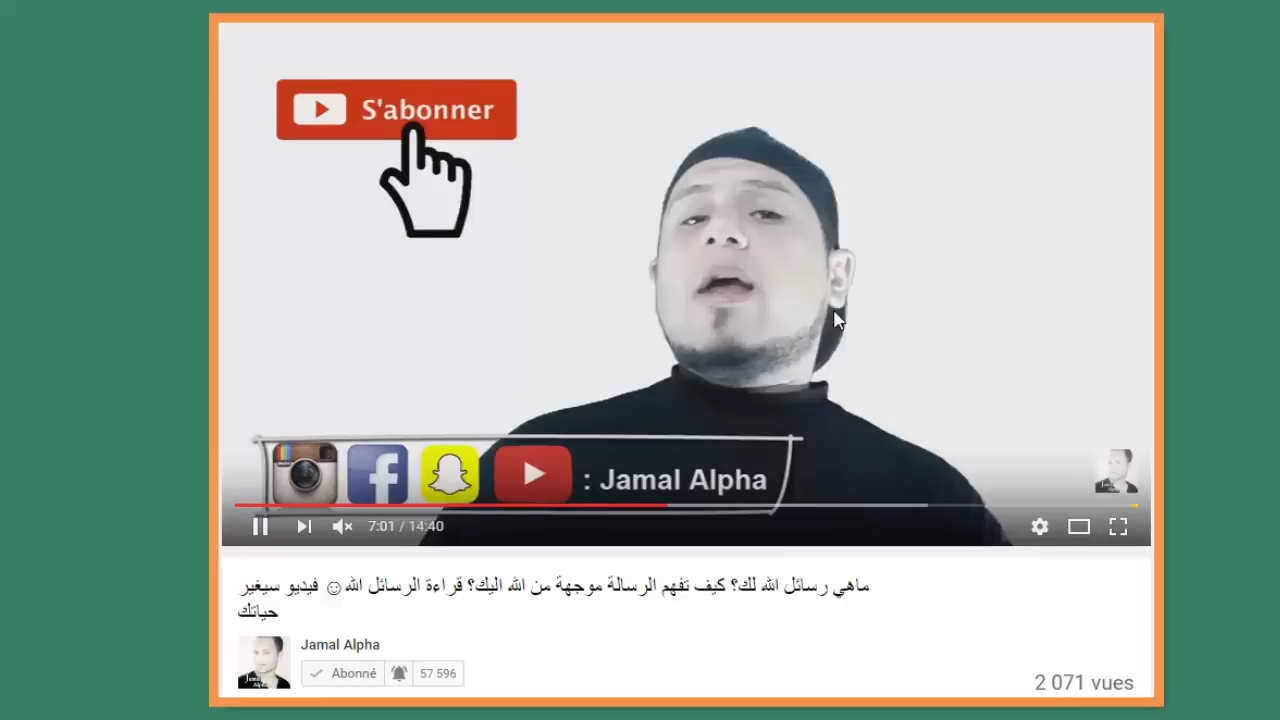 S'abonner
: Jamal Alpha
7:01 / 14:40
ماهي رسائل الله لك؟ كيف تفهم الرسالة موجهة من الله اليك؟ قراءة الرسائل الله☺ فيديو سيغير
حياتك
Jamal Alpha
Abonné 57 596
2 071 vues